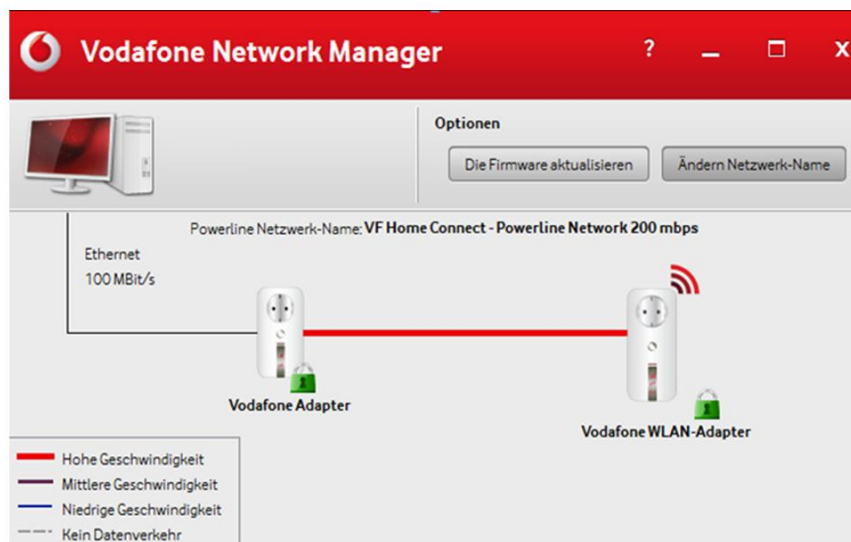 Vodafone Network Manager
? X
Optionen
Die Firmware aktualisieren Ändern Netzwerk-Name
Powerline Netzwerk-Name: VF Home Connect - Powerline Network 200 mbps
Ethernet
100 MBit/s
Vodafone Adapter
Vodafone WLAN-Adapter
Hohe Geschwindigkeit
Mittlere Geschwindigkeit
Niedrige Geschwindigkeit
Kein Datenverkehr